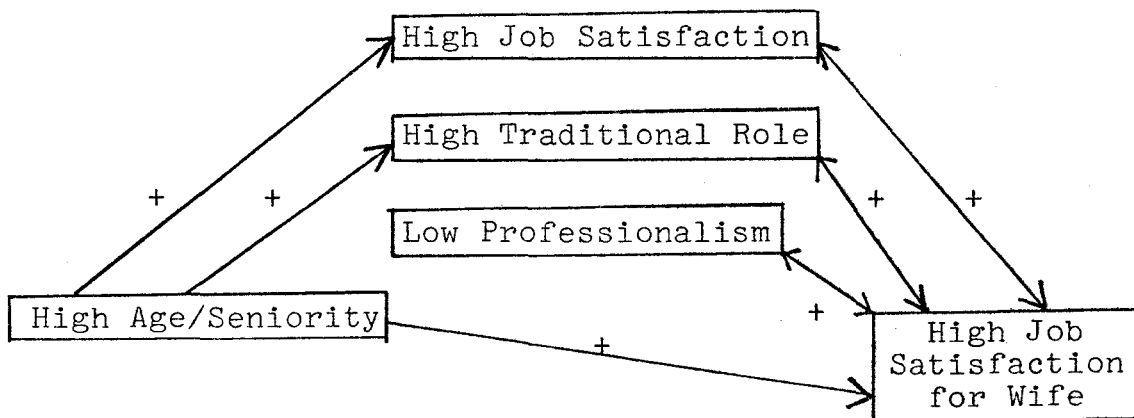 High Job Satisfaction
High Traditional Role
+ + + +
Low Professionalism
High Age/Seniority
+
+
High Job
Satisfaction
for Wife